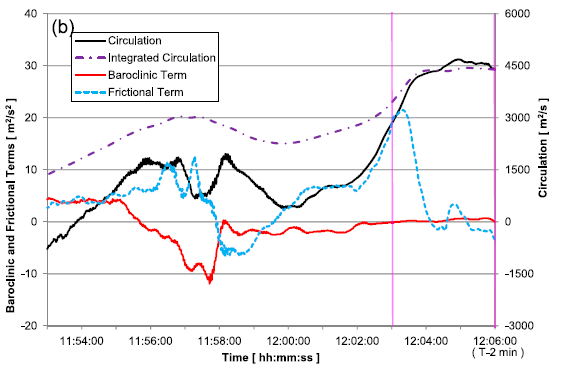 (b)
Circulation
Integrated Circulation
Baroclinic Term
Frictional Term
Baroclinic and Frictional Terms [ m²/s² ]
40
30
20
10
0
-10
-20
Circulation [ m²/s ]
6000
4500
3000
1500
0
-1500
-3000
11:54:00 11:56:00 11:58:00 12:00:00 12:02:00 12:04:00 12:06:00
( T-2 min )
Time [ hh:mm:ss ]